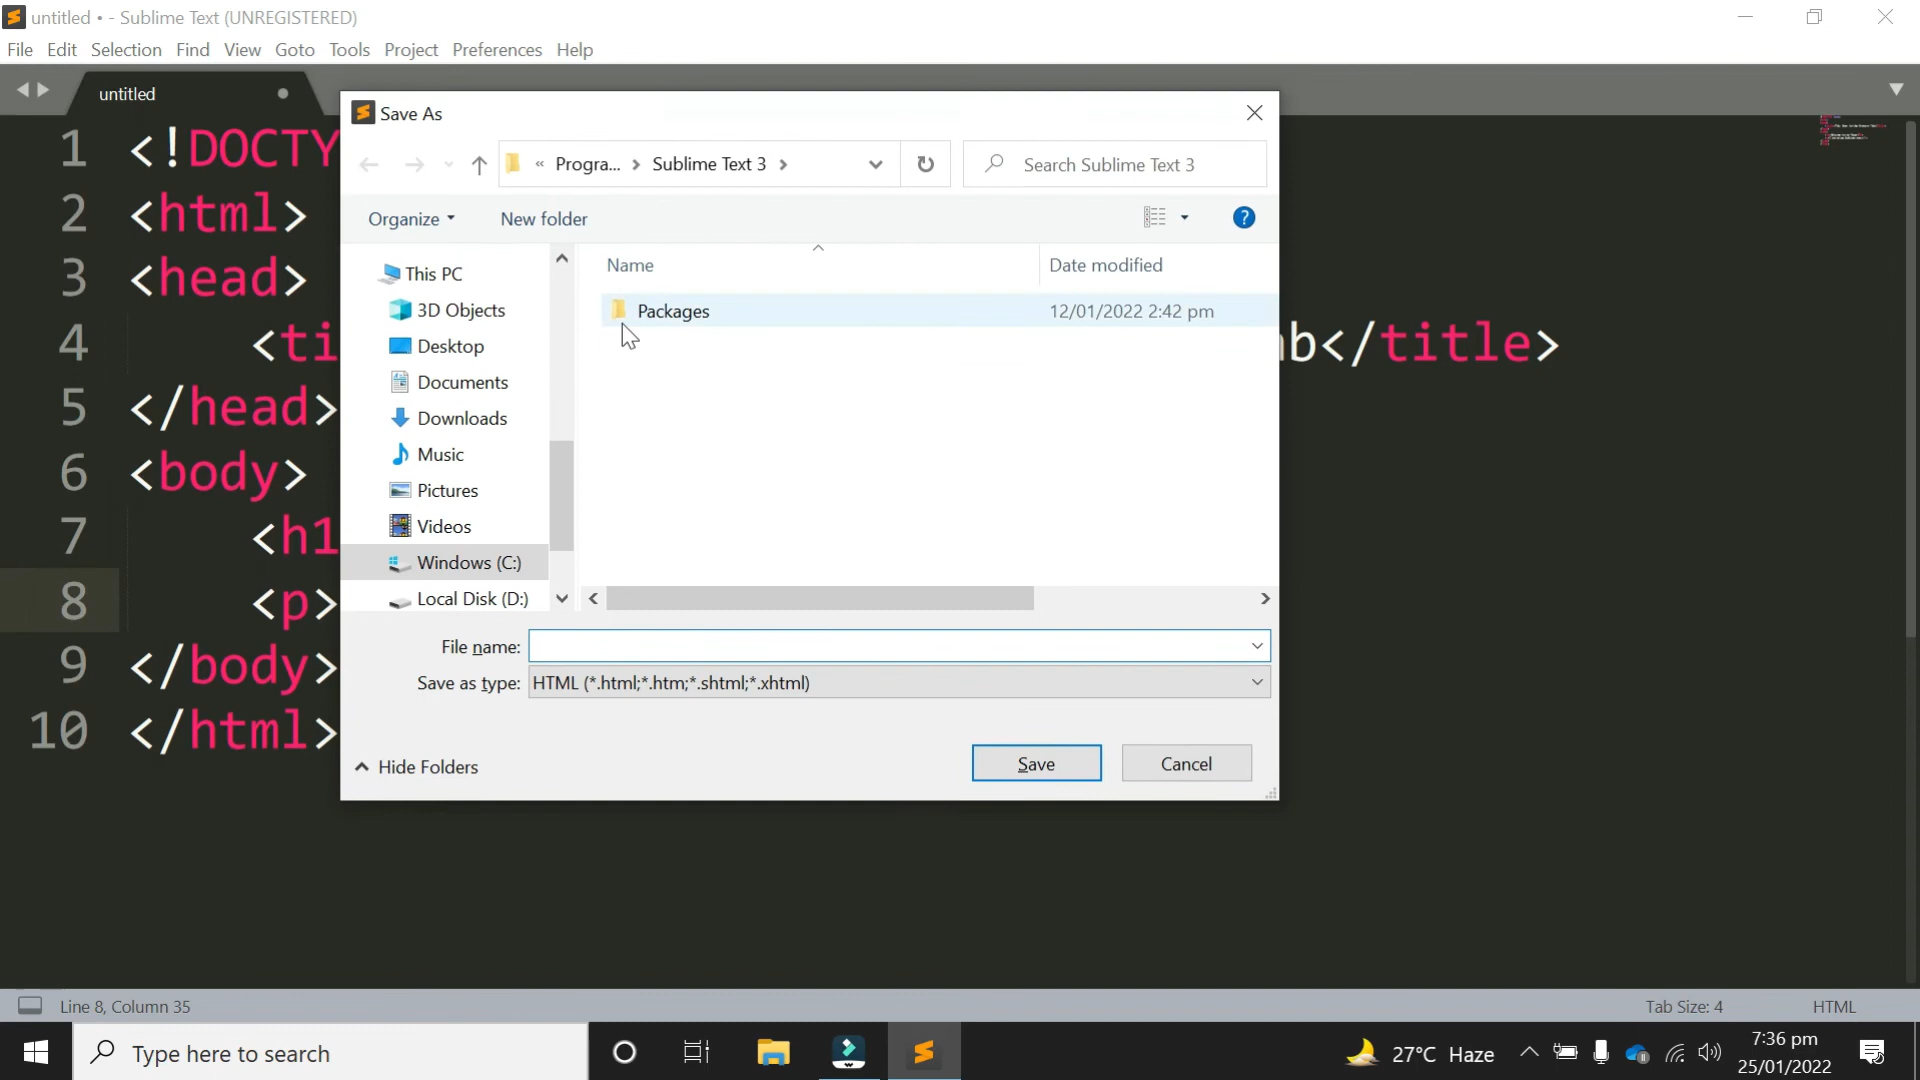 untitled • - Sublime Text (UNREGISTERED)
File Edit Selection Find View Goto Tools Project Preferences Help
untitled
1 <!DOCTY
2 <html>
3 <head>
4 <ti
b</title>
5 </head>
6 <body>
7 <h1
8 <p>
9 </body>
10 </html>
Save As
« Progra... > Sublime Text 3 >
Search Sublime Text 3
Organize New folder
?
This PC
3D Objects
Desktop
Documents
Downloads
Music
Pictures
Videos
Windows (C:)
Local Disk (D:)
Name Date modified
Packages 12/01/2022 2:42 pm
File name:
Save as type: HTML (*.html;*.htm;*.shtml;*.xhtml)
Hide Folders
Save Cancel
Line 8, Column 35
Tab Size: 4 HTML
Type here to search
27°C Haze
7:36 pm
25/01/2022